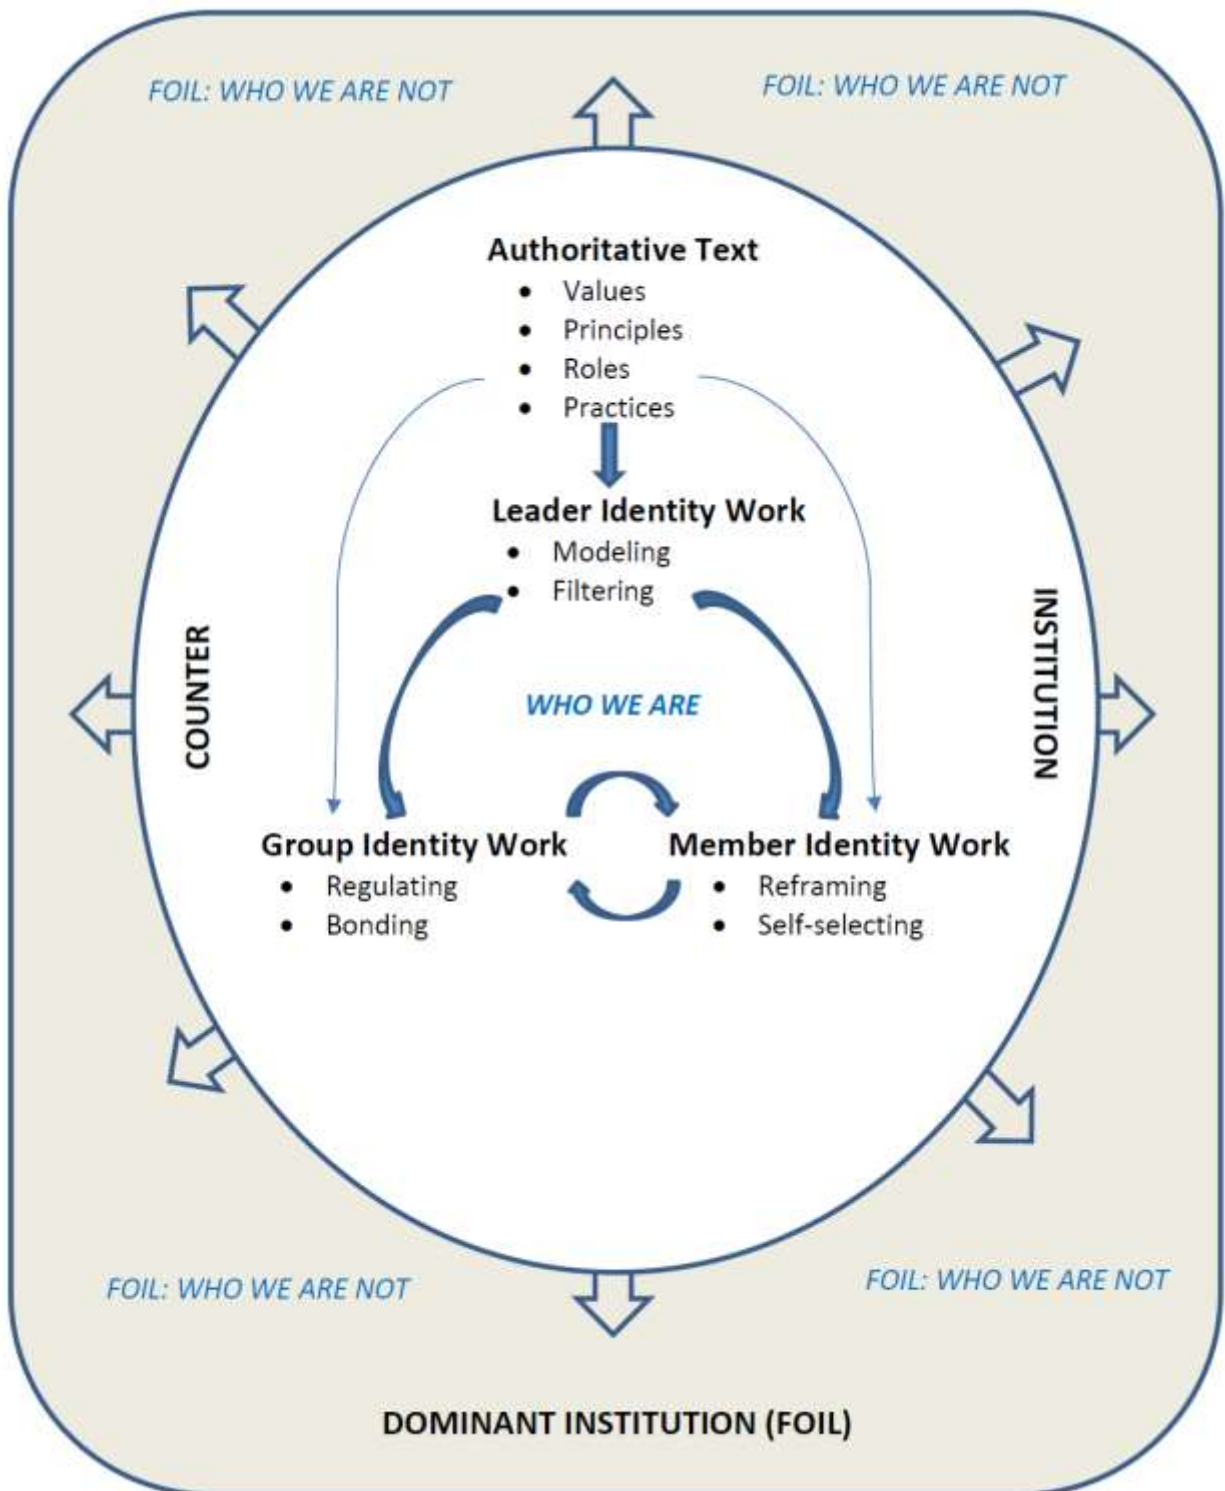 FOIL: WHO WE ARE NOT
FOIL: WHO WE ARE NOT
Authoritative Text
• Values
• Principles
• Roles
• Practices
Leader Identity Work
• Modeling
• Filtering
COUNTER
INSTITUTION
WHO WE ARE
Group Identity Work
• Regulating
• Bonding
Member Identity Work
• Reframing
• Self-selecting
FOIL: WHO WE ARE NOT
FOIL: WHO WE ARE NOT
DOMINANT INSTITUTION (FOIL)